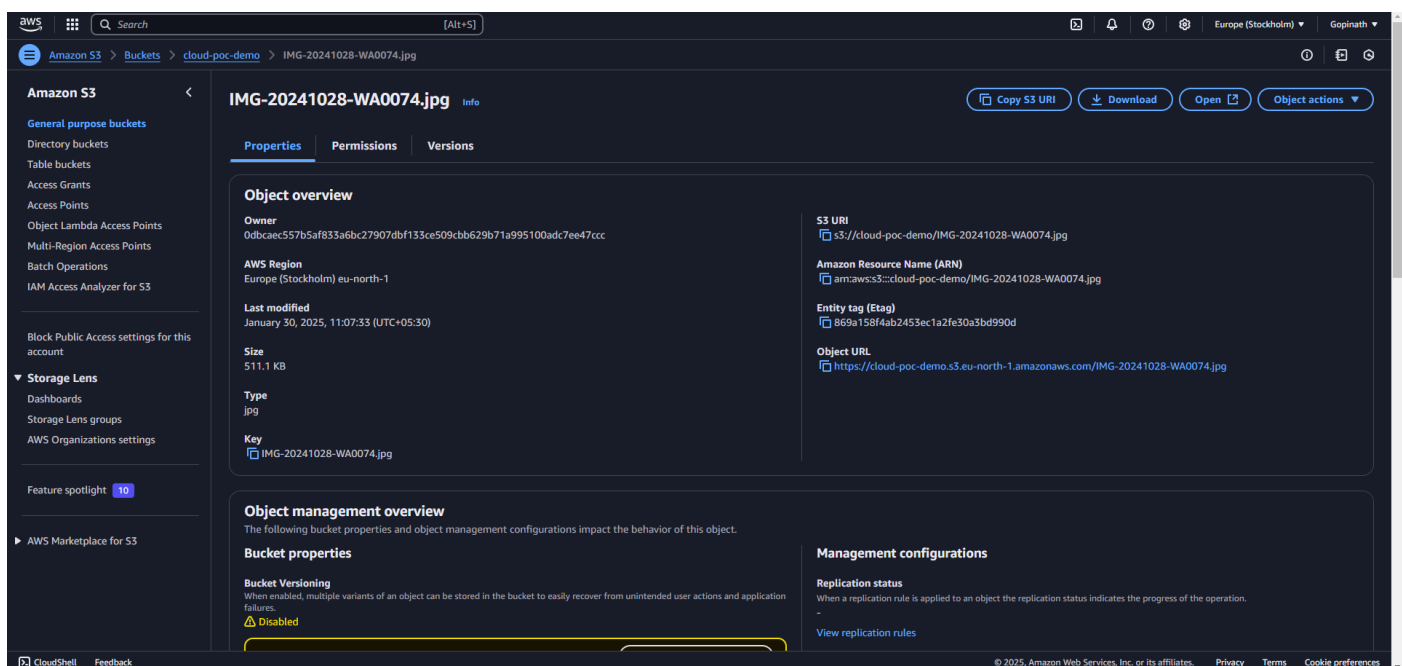 aws
Search [Alt+S]
Europe (Stockholm) ▼ Gopinath ▼
Amazon S3 > Buckets > cloud-poc-demo > IMG-20241028-WA0074.jpg
Amazon S3
General purpose buckets
Directory buckets
Table buckets
Access Grants
Access Points
Object Lambda Access Points
Multi-Region Access Points
Batch Operations
IAM Access Analyzer for S3
Block Public Access settings for this
account
▼ Storage Lens
Dashboards
Storage Lens groups
AWS Organizations settings
Feature spotlight 10
▶ AWS Marketplace for S3
IMG-20241028-WA0074.jpg Info
Copy S3 URI Download Open Object actions ▼
Properties Permissions Versions
Object overview
Owner
0dbcaec557b5af833a6bc27907dbf133ce509cbb629b71a995100adc7ee47ccc
AWS Region
Europe (Stockholm) eu-north-1
Last modified
January 30, 2025, 11:07:33 (UTC+05:30)
Size
511.1 KB
Type
jpg
Key
IMG-20241028-WA0074.jpg
S3 URI
s3://cloud-poc-demo/IMG-20241028-WA0074.jpg
Amazon Resource Name (ARN)
arn:aws:s3:::cloud-poc-demo/IMG-20241028-WA0074.jpg
Entity tag (Etag)
869a158f4ab2453ec1a2fe30a3bd990d
Object URL
https://cloud-poc-demo.s3.eu-north-1.amazonaws.com/IMG-20241028-WA0074.jpg
Object management overview
The following bucket properties and object management configurations impact the behavior of this object.
Bucket properties
Bucket Versioning
When enabled, multiple variants of an object can be stored in the bucket to easily recover from unintended user actions and application
failures.
Disabled
Management configurations
Replication status
When a replication rule is applied to an object the replication status indicates the progress of the operation.
-
View replication rules
CloudShell Feedback
© 2025, Amazon Web Services, Inc. or its affiliates. Privacy Terms Cookie preferences